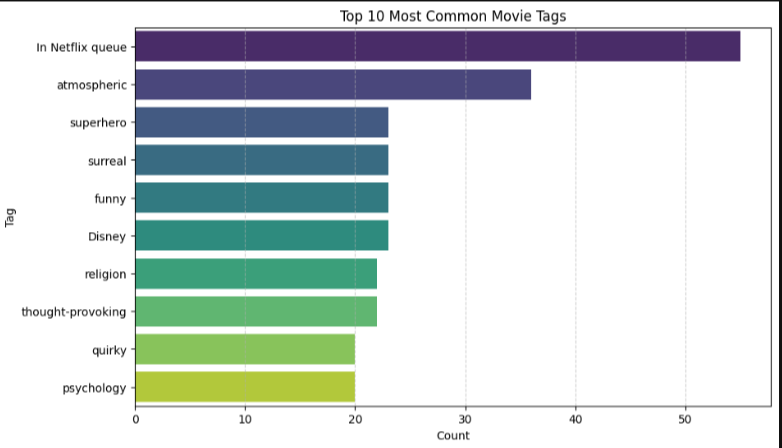 Top 10 Most Common Movie Tags
In Netflix queue
atmospheric
superhero
surreal
funny
Disney
religion
thought-provoking
quirky
psychology
Tag
0 10 20 30 40 50
Count